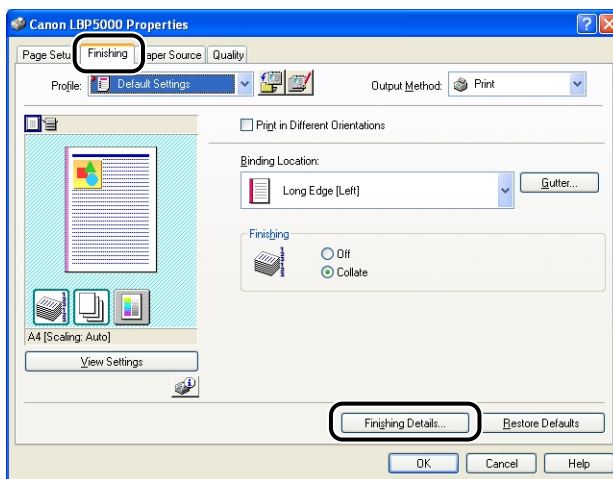 Canon LBP5000 Properties
Page Setu Finishing aper Source Quality
Profile: Default Settings Output Method: Print
Print in Different Orientations
Binding Location:
Long Edge [Left] Gutter...
Finishing
Off
Collate
A4 [Scaling: Auto]
View Settings
Finishing Details... Restore Defaults
OK Cancel Help